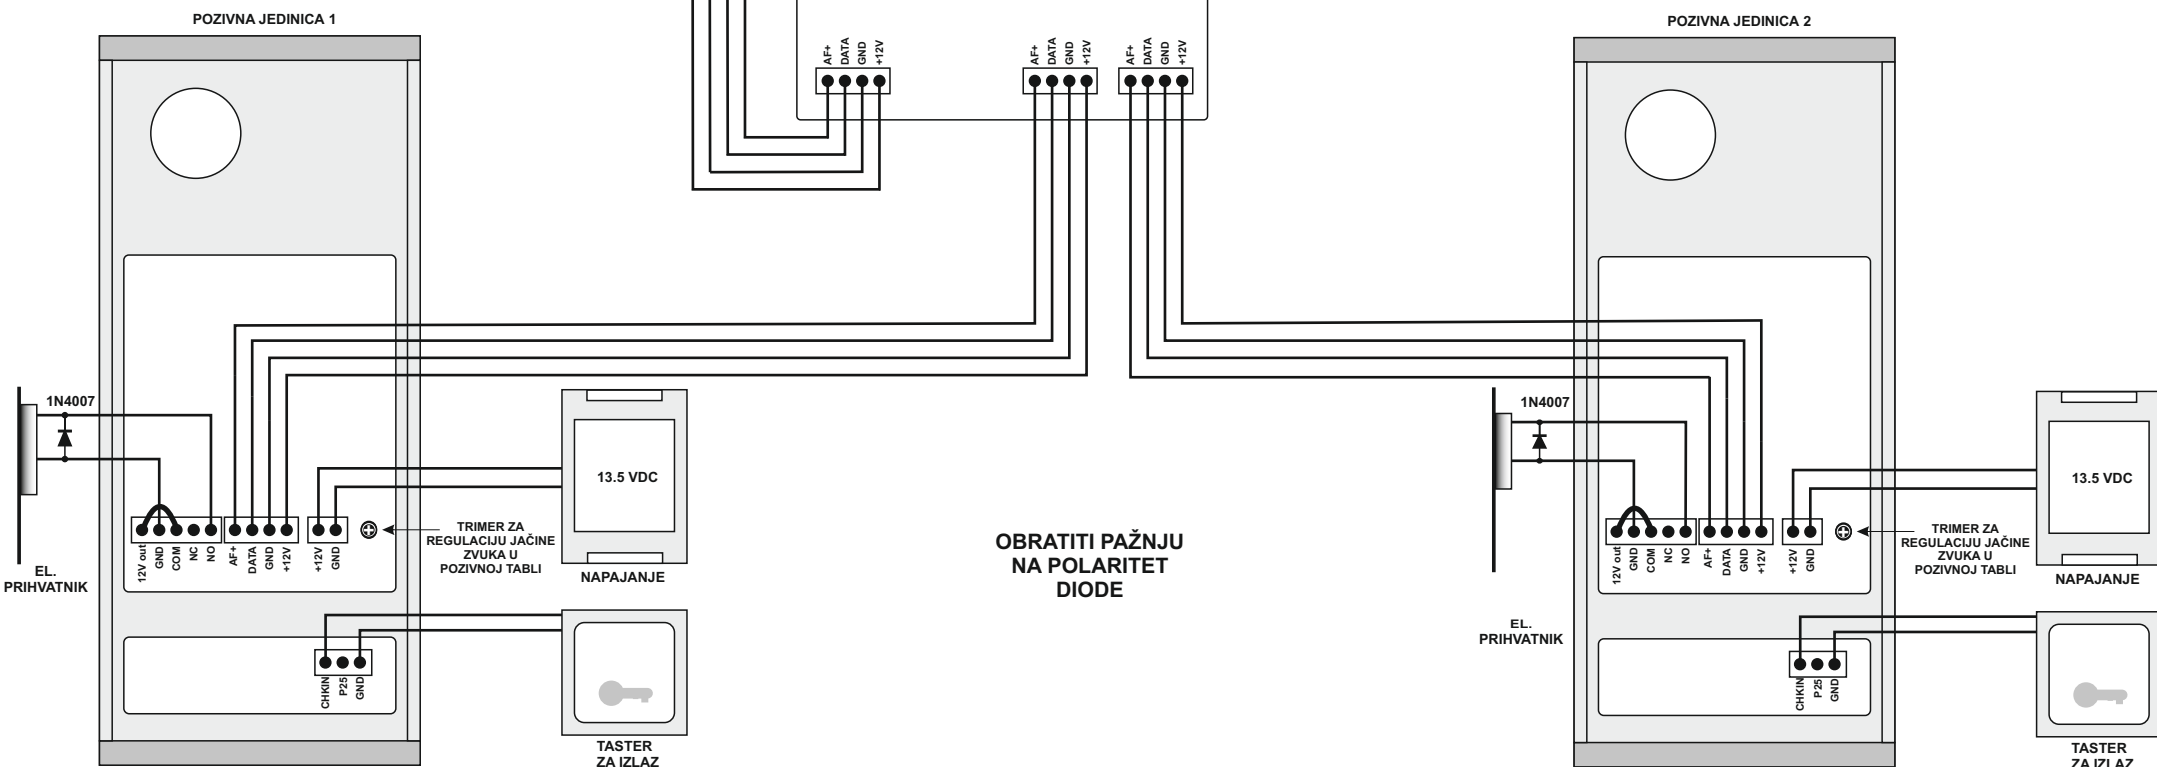 POZIVNA JEDINICA 1
AF+
DATA
GND
+12V
AF+
DATA
GND
+12V
AF+
DATA
GND
+12V
POZIVNA JEDINICA 2
1N4007
EL.
PRIHVATNIK
12V out
GND
COM
NC
NO
AF+
DATA
GND
+12V
+12V
GND
TRIMER ZA
REGULACIJU JAČINE
ZVUKA U
POZIVNOJ TABLI
13.5 VDC
NAPAJANJE
CHKIN
P25
GND
TASTER
ZA IZLAZ
OBRATITI PAŽNJU
NA POLARITET
DIODE
1N4007
EL.
PRIHVATNIK
12V out
GND
COM
NC
NO
AF+
DATA
GND
+12V
+12V
GND
TRIMER ZA
REGULACIJU JAČINE
ZVUKA U
POZIVNOJ TABLI
13.5 VDC
NAPAJANJE
CHKIN
P25
GND
TASTER
ZA IZLAZ